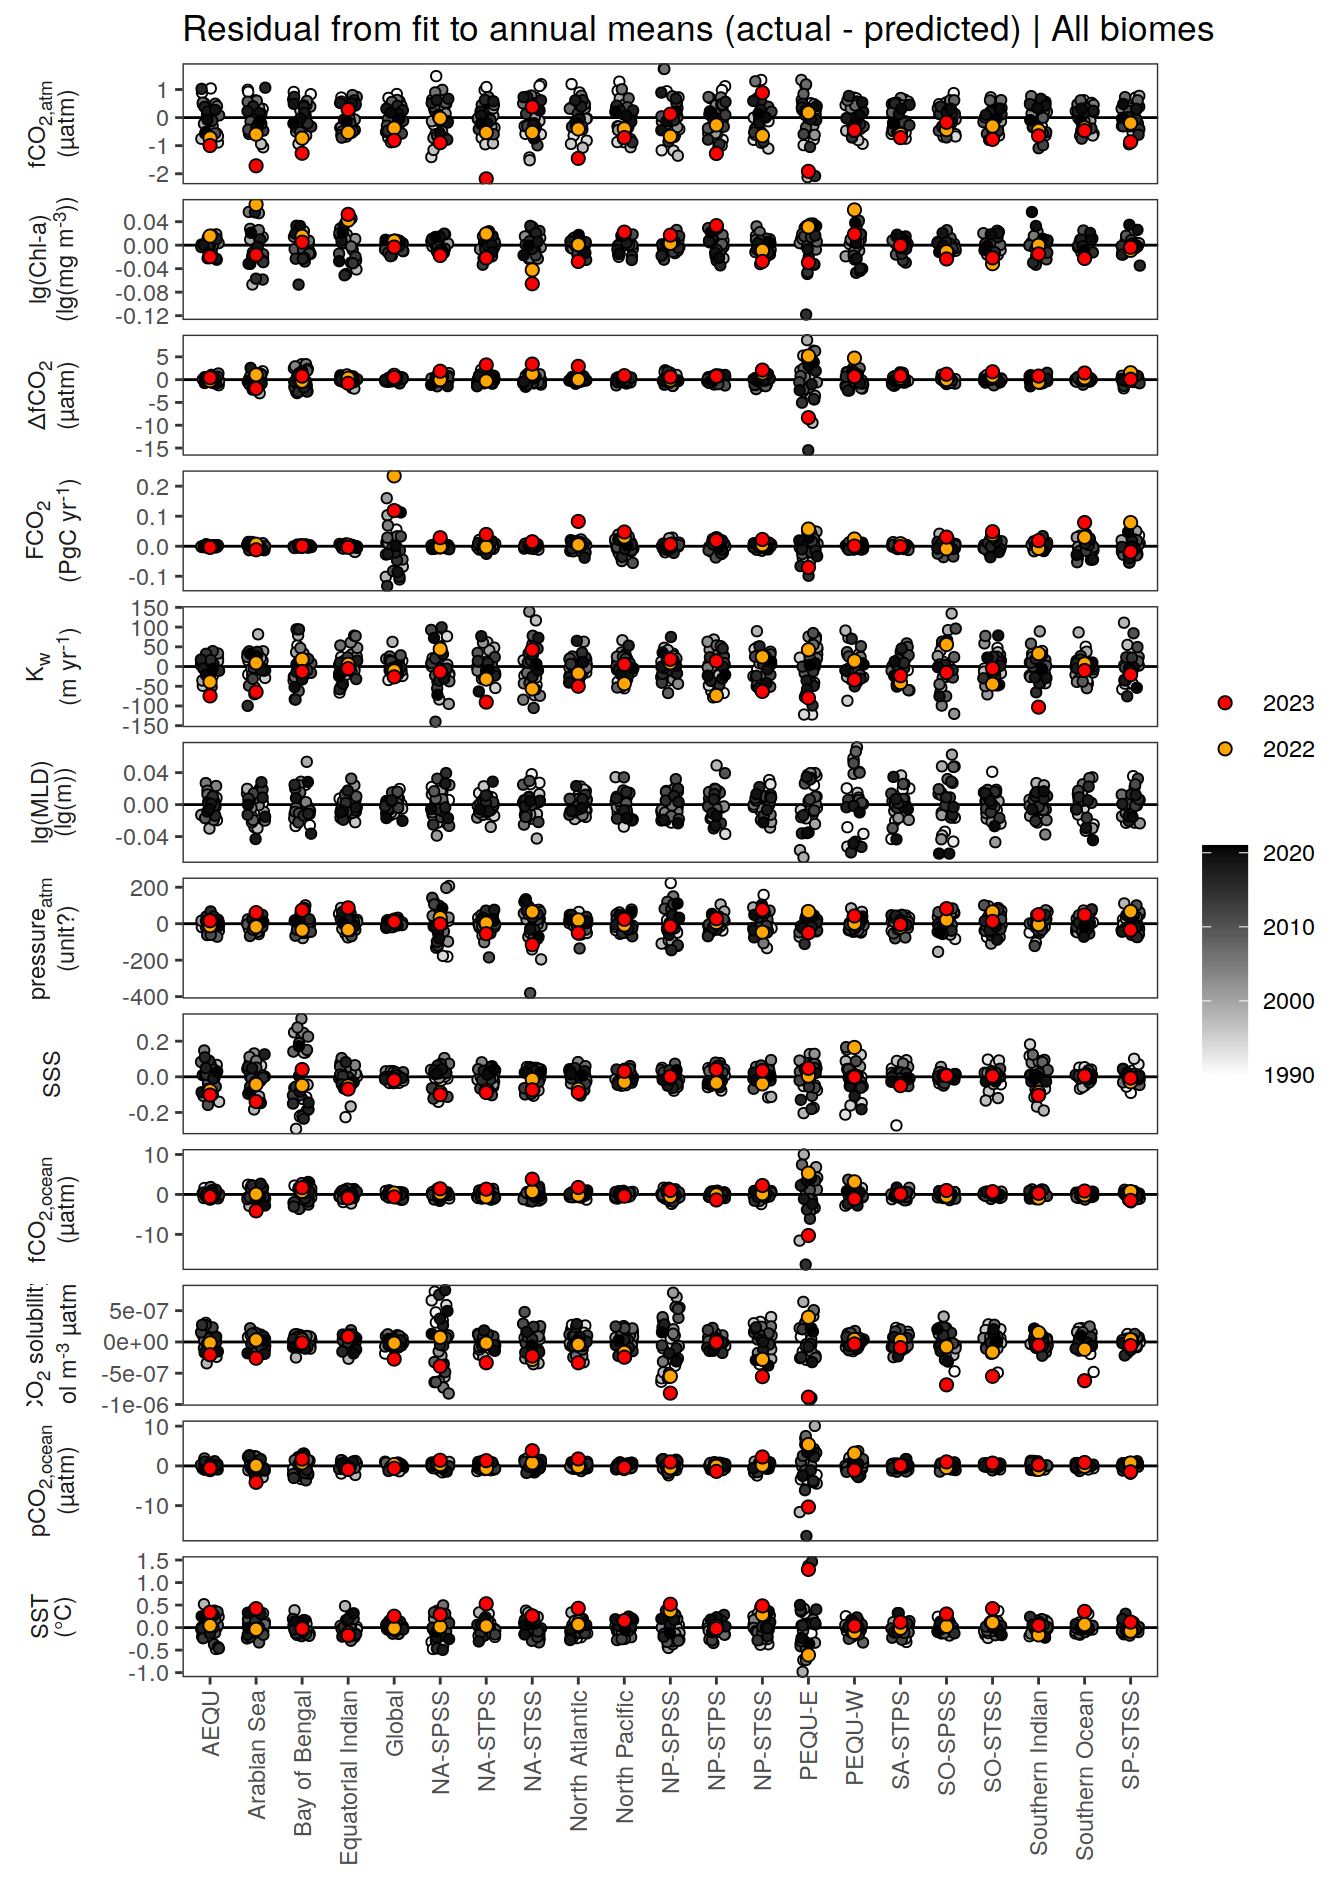 Residual from fit to annual means (actual - predicted) | All biomes
fCO2,atm
(µatm)
1
0
-1
-2
lg(Chl-a)
(lg(mg m-3))
0.04
0.00
-0.04
-0.08
-0.12
ΔfCO2
(µatm)
5
0
-5
-10
-15
FCO2
(PgC yr-1)
0.2
0.1
0.0
-0.1
Kw
(m yr-1)
150
100
50
0
-50
-100
-150
lg(MLD)
(lg(m))
0.04
0.00
-0.04
pressureatm
(unit?)
200
0
-200
-400
SSS
0.2
0.0
-0.2
fCO2,ocean
(µatm)
10
0
-10
CO2 solubility
ol m-3 µatm
5e-07
0e+00
-5e-07
-1e-06
pCO2,ocean
(µatm)
10
0
-10
SST
(°C)
1.5
1.0
0.5
0.0
-0.5
-1.0
AEQU
Arabian Sea
Bay of Bengal
Equatorial Indian
Global
NA-SPSS
NA-STPS
NA-STSS
North Atlantic
North Pacific
NP-SPSS
NP-STPS
NP-STSS
PEQU-E
PEQU-W
SA-STPS
SO-SPSS
SO-STSS
Southern Indian
Southern Ocean
SP-STSS
2023
2022
2020
2010
2000
1990